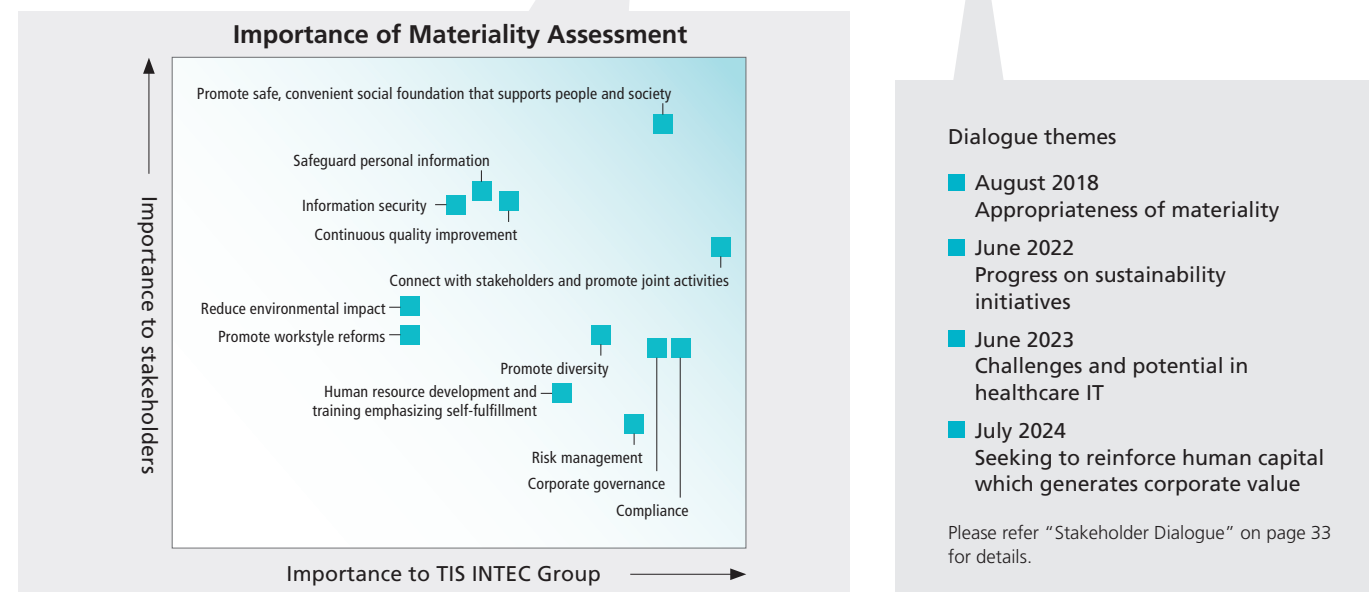 Importance of Materiality Assessment
Importance to stakeholders
Promote safe, convenient social foundation that supports people and society
Safeguard personal information
Information security
Continuous quality improvement
Connect with stakeholders and promote joint activities
Reduce environmental impact
Promote workstyle reforms
Promote diversity
Human resource development and
training emphasizing self-fulfillment
Risk management
Corporate governance
Compliance
Importance to TIS INTEC Group
Dialogue themes
August 2018
Appropriateness of materiality
June 2022
Progress on sustainability
initiatives
June 2023
Challenges and potential in
healthcare IT
July 2024
Seeking to reinforce human capital
which generates corporate value
Please refer “Stakeholder Dialogue” on page 33
for details.